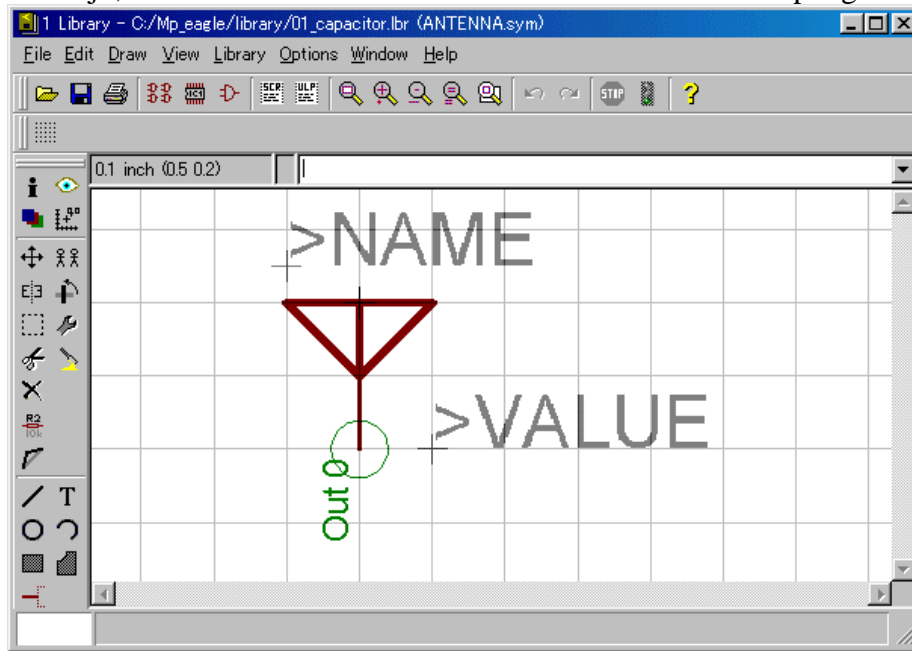 1 Library - C:/Mp_eagle/library/01_capacitor.lbr (ANTENNA.sym)
File Edit Draw View Library Options Window Help
SCR ULP STOP ?
0.1 inch (0.5 0.2)
>NAME
R2
10k
>VALUE
T
Out 0